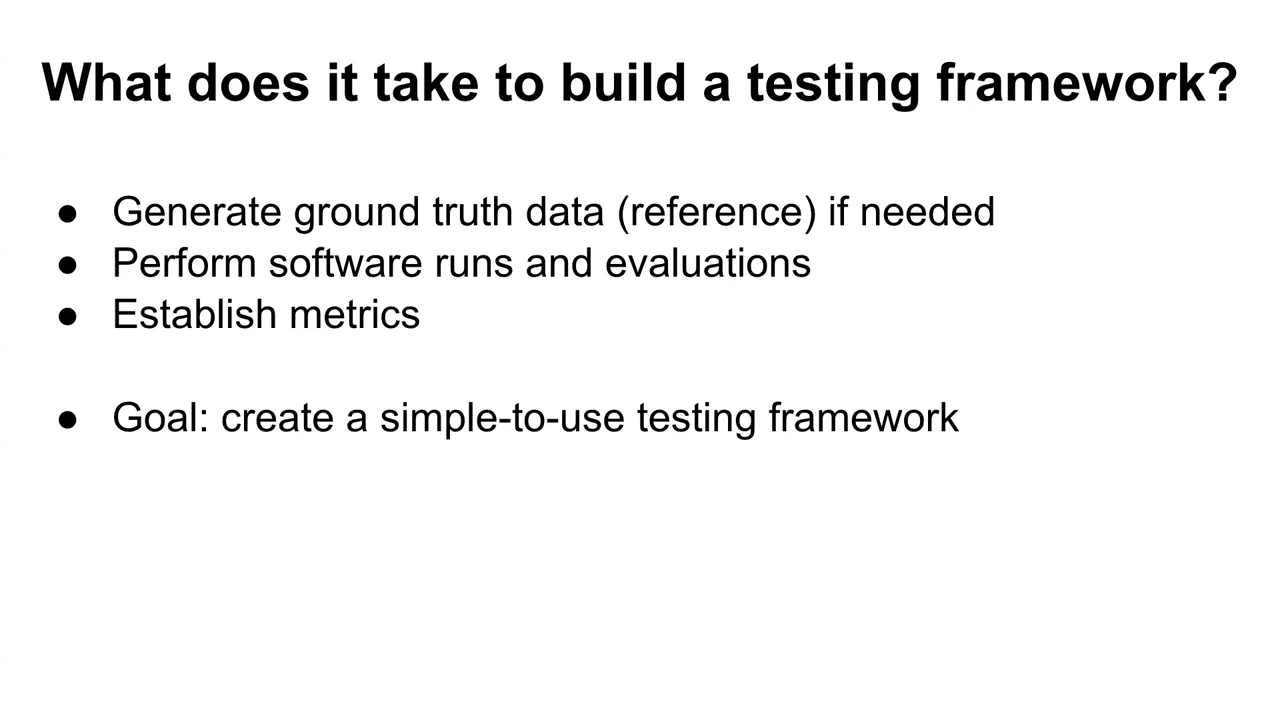 What does it take to build a testing framework?
● Generate ground truth data (reference) if needed
● Perform software runs and evaluations
● Establish metrics
● Goal: create a simple-to-use testing framework